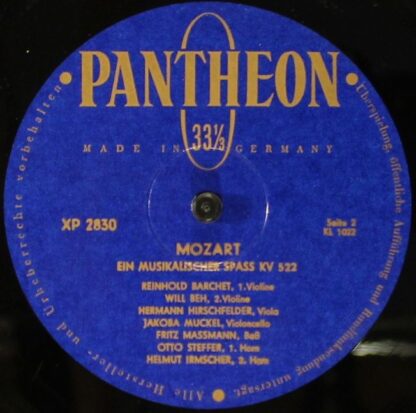 PANTHEON
33⅓
MADE IN GERMANY
XP 2830
Seite 2
KL 1022
MOZART
EIN MUSIKALISCHER SPASS KV 522
REINHOLD BARCHET, 1.Violine
WILL BEH, 2.Violine
HERMANN HIRSCHFELDER, Viola
JAKOBA MUCKEL, Violoncello
FRITZ MASSMANN, Baß
OTTO STEFFER, 1. Horn
HELMUT IRMSCHER, 2. Horn
Alle Hersteller und Urheberrechte vorbehalten • Überspielung, öffentliche Aufführung und Rundfunksendung untersagt.